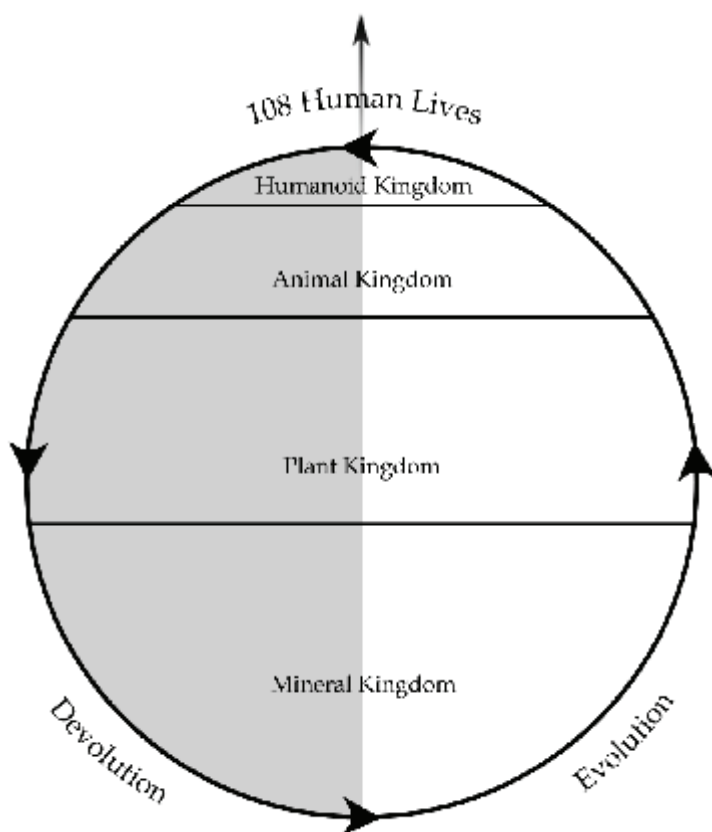 108 Human Lives
Humanoid Kingdom
Animal Kingdom
Plant Kingdom
Mineral Kingdom
Devolution
Evolution